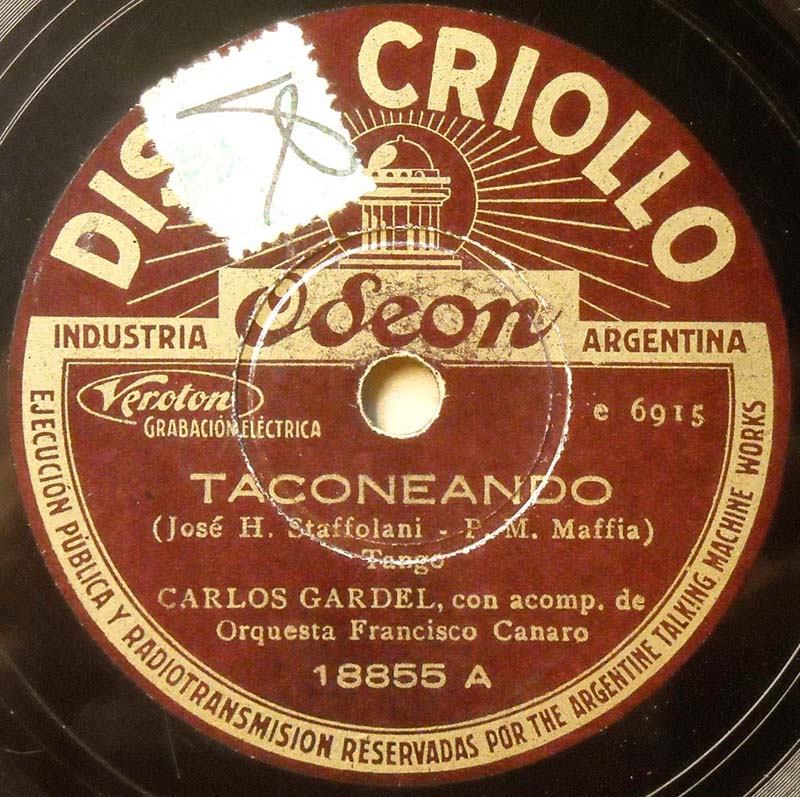 DIS CRIOLLO
Odeon
INDUSTRIA ARGENTINA
Veroton
GRABACIÓN ELÉCTRICA
e 6915
TACONEANDO
(José H. Staffolani - P. M. Maffia)
Tango
CARLOS GARDEL, con acomp. de
Orquesta Francisco Canaro
18855 A
EJECUCIÓN PÚBLICA Y RADIOTRANSMISION RESERVADAS POR THE ARGENTINE TALKING MACHINE WORKS